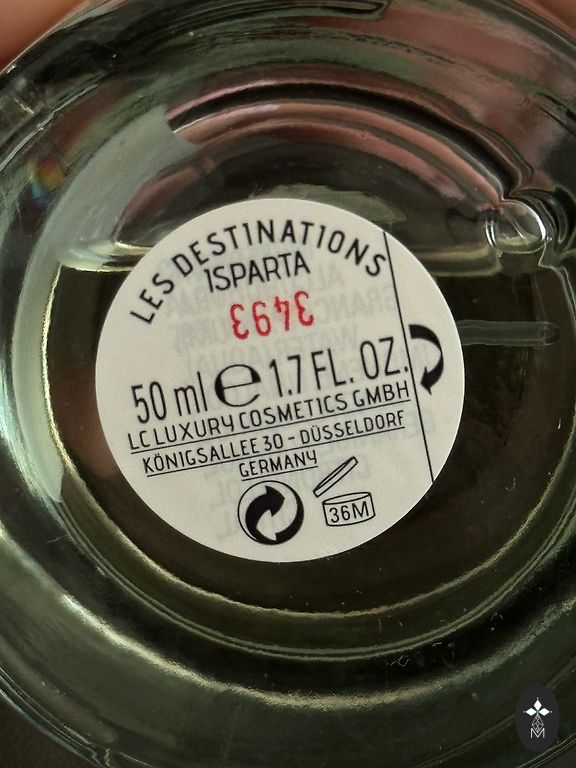 LES DESTINATIONS
ISPARTA
3493
50 ml ℮ 1.7 FL. OZ.
LC LUXURY COSMETICS GMBH
KÖNIGSALLEE 30 - DÜSSELDORF
GERMANY
36M
M